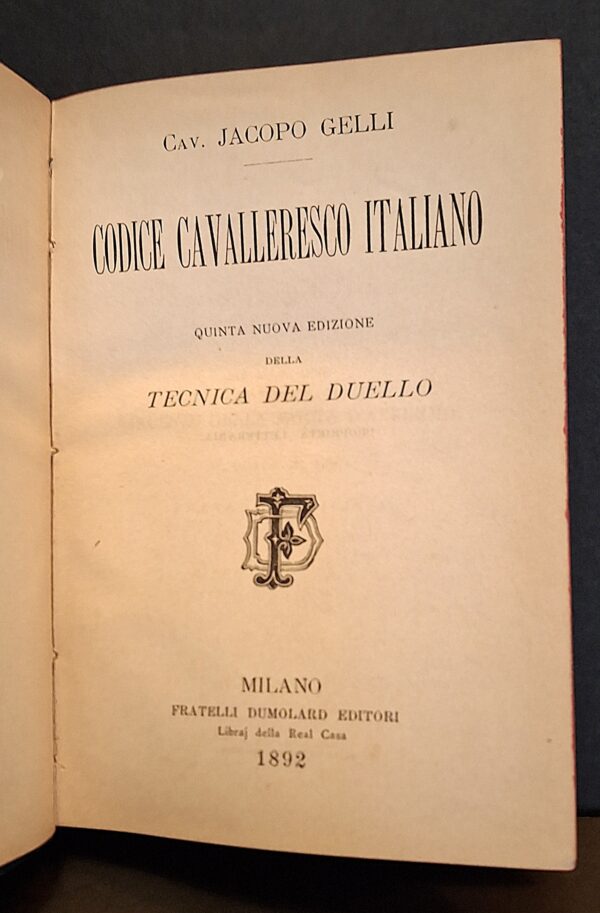 Cav. JACOPO GELLI
CODICE CAVALLERESCO ITALIANO
QUINTA NUOVA EDIZIONE
DELLA
TECNICA DEL DUELLO
MILANO
FRATELLI DUMOLARD EDITORI
Libraj della Real Casa
1892